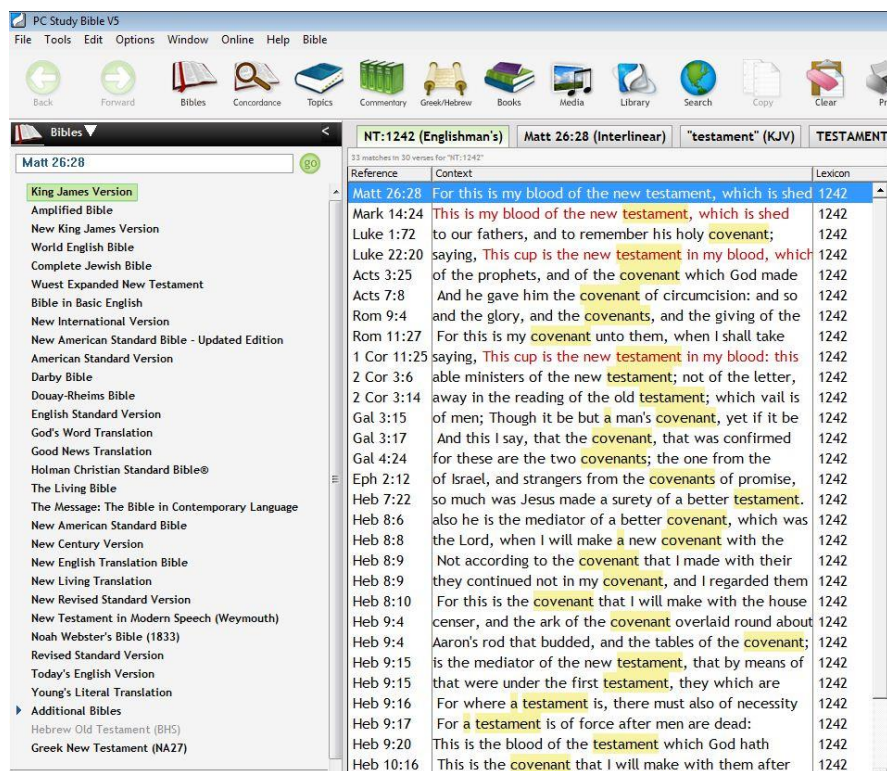 PC Study Bible V5
File Tools Edit Options Window Online Help Bible
Back Forward Bibles Concordance Topics Commentary Greek/Hebrew Books Media Library Search Copy Clear
Bibles <
Matt 26:28 go
King James Version
Amplified Bible
New King James Version
World English Bible
Complete Jewish Bible
Wuest Expanded New Testament
Bible in Basic English
New International Version
New American Standard Bible - Updated Edition
American Standard Version
Darby Bible
Douay-Rheims Bible
English Standard Version
God's Word Translation
Good News Translation
Holman Christian Standard Bible®
The Living Bible
The Message: The Bible in Contemporary Language
New American Standard Bible
New Century Version
New English Translation Bible
New Living Translation
New Revised Standard Version
New Testament in Modern Speech (Weymouth)
Noah Webster's Bible (1833)
Revised Standard Version
Today's English Version
Young's Literal Translation
Additional Bibles
Hebrew Old Testament (BHS)
Greek New Testament (NA27)
NT:1242 (Englishman's) Matt 26:28 (Interlinear) "testament" (KJV) TESTAMENT
33 matches in 30 verses for "NT:1242"
Reference Context Lexicon
Matt 26:28 For this is my blood of the new testament, which is shed 1242
Mark 14:24 This is my blood of the new testament, which is shed 1242
Luke 1:72 to our fathers, and to remember his holy covenant; 1242
Luke 22:20 saying, This cup is the new testament in my blood, which 1242
Acts 3:25 of the prophets, and of the covenant which God made 1242
Acts 7:8 And he gave him the covenant of circumcision: and so 1242
Rom 9:4 and the glory, and the covenants, and the giving of the 1242
Rom 11:27 For this is my covenant unto them, when I shall take 1242
1 Cor 11:25 saying, This cup is the new testament in my blood: this 1242
2 Cor 3:6 able ministers of the new testament; not of the letter, 1242
2 Cor 3:14 away in the reading of the old testament; which vail is 1242
Gal 3:15 of men; Though it be but a man's covenant, yet if it be 1242
Gal 3:17 And this I say, that the covenant, that was confirmed 1242
Gal 4:24 for these are the two covenants; the one from the 1242
Eph 2:12 of Israel, and strangers from the covenants of promise, 1242
Heb 7:22 so much was Jesus made a surety of a better testament. 1242
Heb 8:6 also he is the mediator of a better covenant, which was 1242
Heb 8:8 the Lord, when I will make a new covenant with the 1242
Heb 8:9 Not according to the covenant that I made with their 1242
Heb 8:9 they continued not in my covenant, and I regarded them 1242
Heb 8:10 For this is the covenant that I will make with the house 1242
Heb 9:4 censer, and the ark of the covenant overlaid round about 1242
Heb 9:4 Aaron's rod that budded, and the tables of the covenant; 1242
Heb 9:15 is the mediator of the new testament, that by means of 1242
Heb 9:15 that were under the first testament, they which are 1242
Heb 9:16 For where a testament is, there must also of necessity 1242
Heb 9:17 For a testament is of force after men are dead: 1242
Heb 9:20 This is the blood of the testament which God hath 1242
Heb 10:16 This is the covenant that I will make with them after 1242